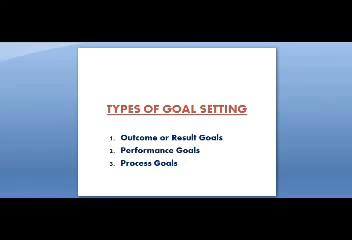 TYPES OF GOAL SETTING
1. Outcome or Result Goals
2. Performance Goals
3. Process Goals